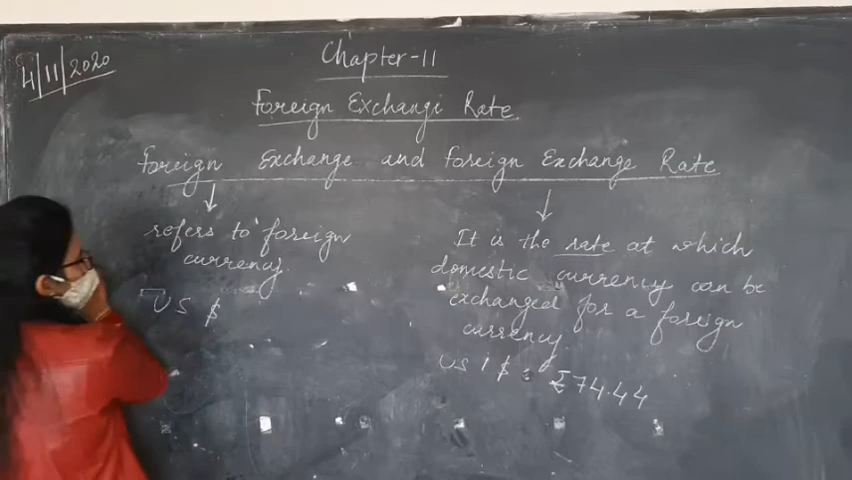 4/11/2020
Chapter-11
Foreign Exchange Rate
Foreign Exchange and Foreign Exchange Rate
refers to foreign
currency.
US $
It is the rate at which
domestic currency can be
exchanged for a foreign
currency
US 1 $ = ₹74.44